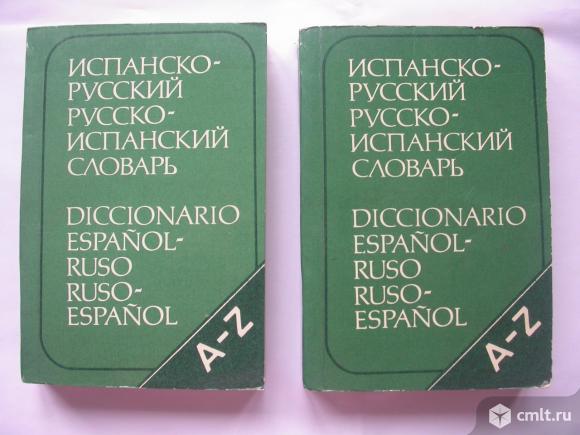 ИСПАНСКО-
РУССКИЙ
РУССКО-
ИСПАНСКИЙ
СЛОВАРЬ
DICCIONARIO
ESPAÑOL-
RUSO
RUSO-
ESPAÑOL
A-Z
ИСПАНСКО-
РУССКИЙ
РУССКО-
ИСПАНСКИЙ
СЛОВАРЬ
DICCIONARIO
ESPAÑOL-
RUSO
RUSO-
ESPAÑOL
A-Z
cmlt.ru